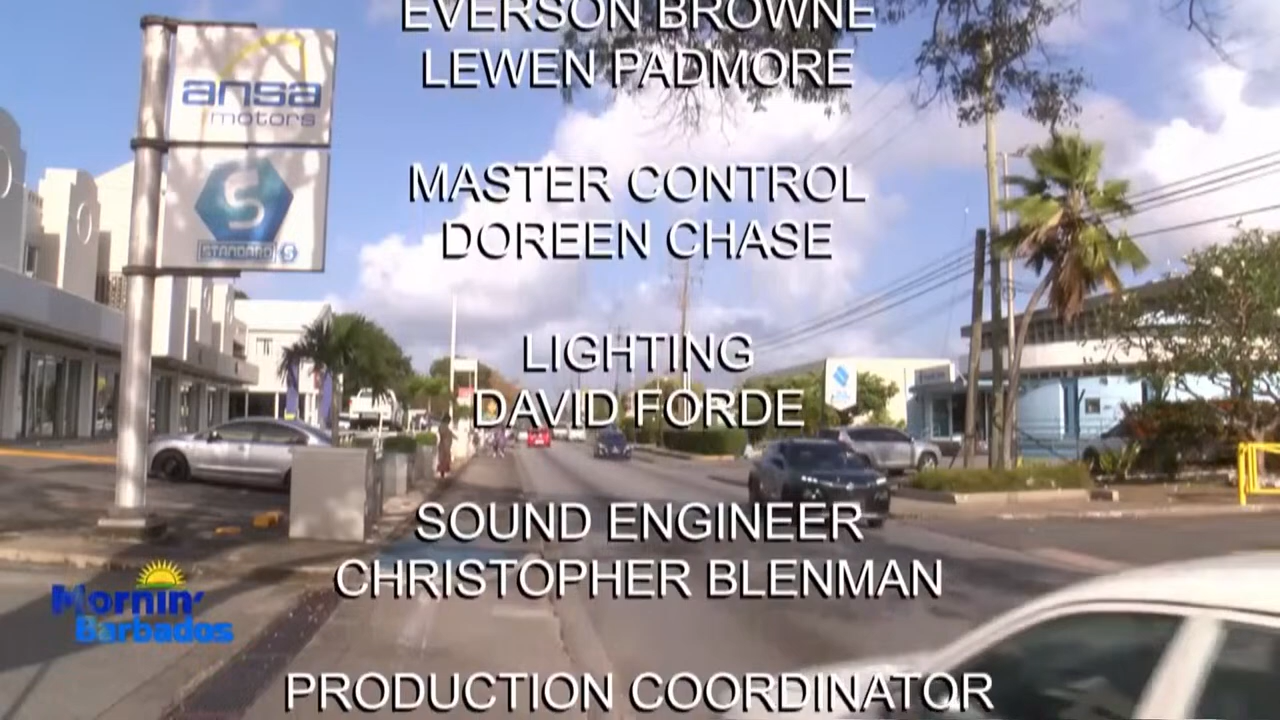 EVERSON BROWNE
LEWEN PADMORE
ansa
motors
MASTER CONTROL
DOREEN CHASE
S
STANDARD S
LIGHTING
DAVID FORDE
SOUND ENGINEER
CHRISTOPHER BLENMAN
Mornin'
Barbados
PRODUCTION COORDINATOR